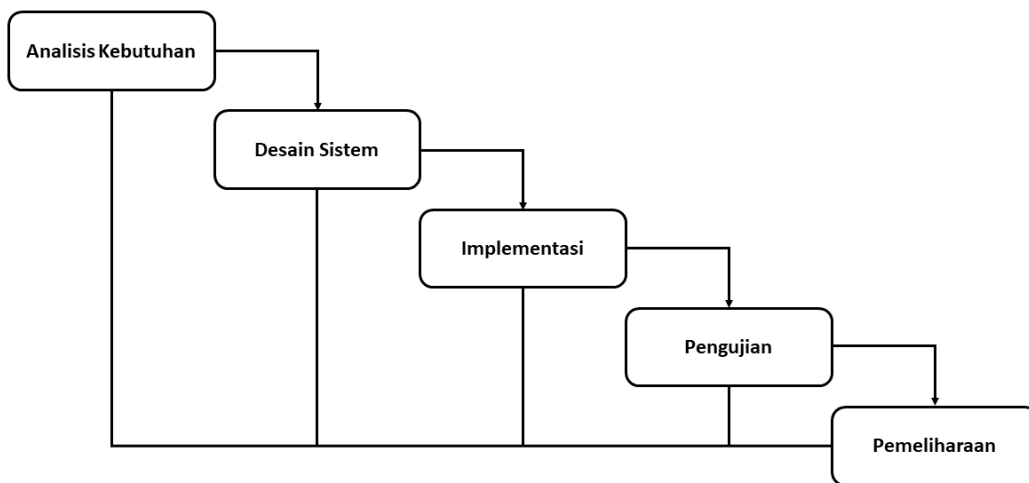 Analisis Kebutuhan
Desain Sistem
Implementasi
Pengujian
Pemeliharaan